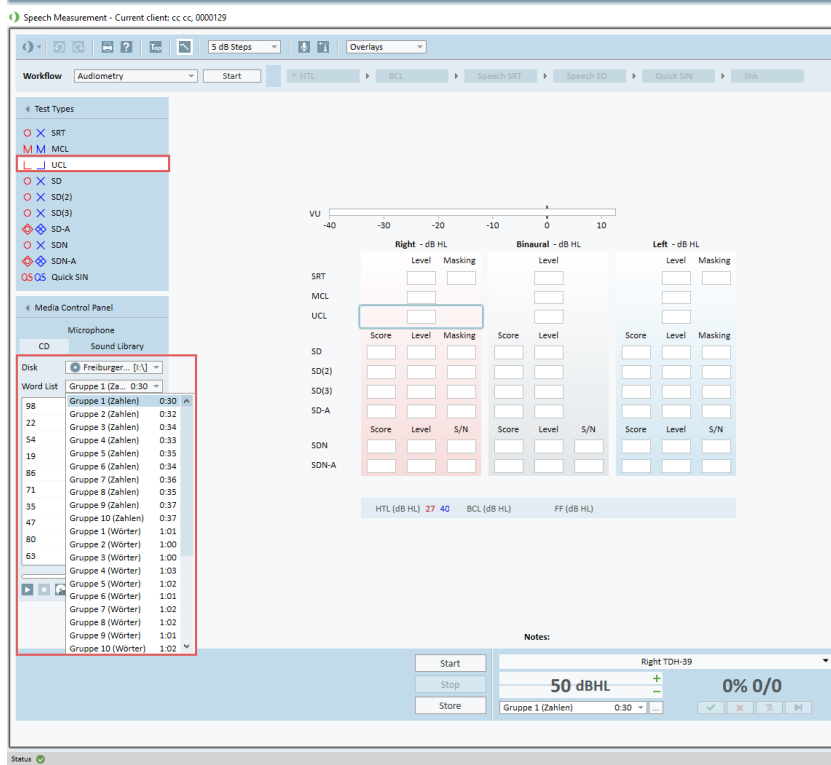 Speech Measurement - Current client: cc cc, 0000129
Top 5 dB Steps Overlays
Workflow Audiometry Start * HTL BCL Speech SRT Speech SD Quick SIN link
Test Types
SRT
M M MCL
UCL
SD
SD(2)
SD(3)
SD-A
SDN
SDN-A
QS QS Quick SIN
VU
-40 -30 -20 -10 0 10
Right - dB HL Binaural - dB HL Left - dB HL
Level Masking Level Level Masking
SRT
MCL
UCL
Score Level Masking Score Level Score Level Masking
SD
SD(2)
SD(3)
SD-A
Score Level S/N Score Level S/N Score Level S/N
SDN
SDN-A
HTL (dB HL) 27 40 BCL (dB HL) FF (dB HL)
Media Control Panel
Microphone
CD Sound Library
Disk Freiburger... [I:\]
Word List Gruppe 1 (Za... 0:30
98
22
54
19
86
71
35
47
80
63
Gruppe 1 (Zahlen) 0:30
Gruppe 2 (Zahlen) 0:32
Gruppe 3 (Zahlen) 0:34
Gruppe 4 (Zahlen) 0:33
Gruppe 5 (Zahlen) 0:35
Gruppe 6 (Zahlen) 0:34
Gruppe 7 (Zahlen) 0:36
Gruppe 8 (Zahlen) 0:35
Gruppe 9 (Zahlen) 0:37
Gruppe 10 (Zahlen) 0:37
Gruppe 1 (Wörter) 1:01
Gruppe 2 (Wörter) 1:00
Gruppe 3 (Wörter) 1:00
Gruppe 4 (Wörter) 1:03
Gruppe 5 (Wörter) 1:02
Gruppe 6 (Wörter) 1:01
Gruppe 7 (Wörter) 1:02
Gruppe 8 (Wörter) 1:02
Gruppe 9 (Wörter) 1:01
Gruppe 10 (Wörter) 1:02
Notes:
Start
Stop
Store
Right TDH-39
50 dBHL
+
−
0% 0/0
Gruppe 1 (Zahlen) 0:30 ...
Status